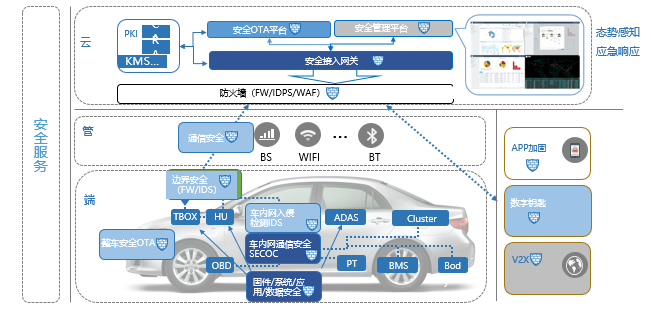 安全服务
云
PKI
C
R
A
KMS...
安全OTA平台
安全管理平台
安全接入网关
防火墙（FW/IDPS/WAF）
态势感知
应急响应
管
通信安全
BS
WIFI
...
BT
端
边界安全
（FW/IDS）
TBOX
HU
车内网入侵
检测IDS
ADAS
Cluster
整车安全OTA
车内网通信安全
SECOC
OBD
PT
BMS
Bod
固件/系统/应
用/数据安全
APP加固
数字钥匙
V2X